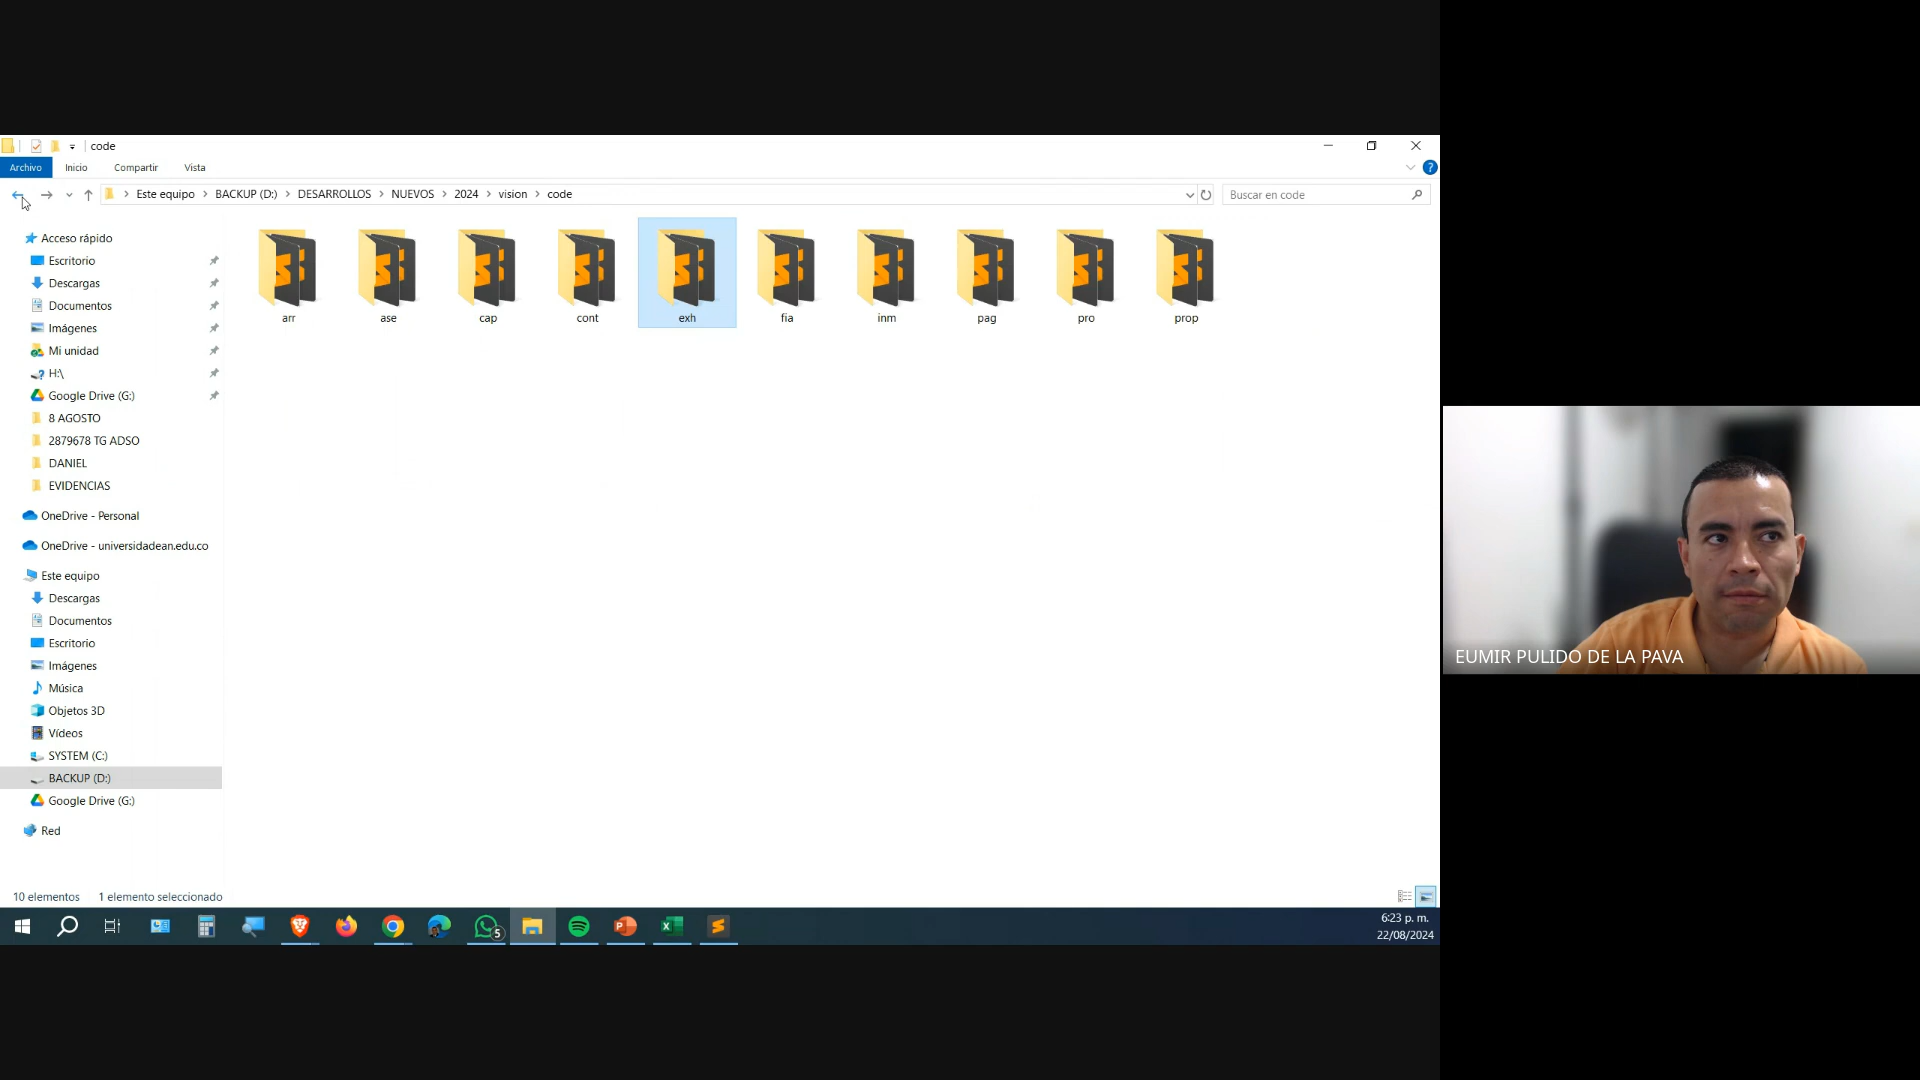 code
Archivo Inicio Compartir Vista
Este equipo BACKUP (D:) DESARROLLOS NUEVOS 2024 vision code
Buscar en code
Acceso rápido
Escritorio
Descargas
Documentos
Imágenes
Mi unidad
H:\
Google Drive (G:)
8 AGOSTO
2879678 TG ADSO
DANIEL
EVIDENCIAS
OneDrive - Personal
OneDrive - universidadean.edu.co
Este equipo
Descargas
Documentos
Escritorio
Imágenes
Música
Objetos 3D
Vídeos
SYSTEM (C:)
BACKUP (D:)
Google Drive (G:)
Red
arr ase cap cont exh fia inm pag pro prop
10 elementos 1 elemento seleccionado
5
6:23 p. m.
22/08/2024
EUMIR PULIDO DE LA PAVA